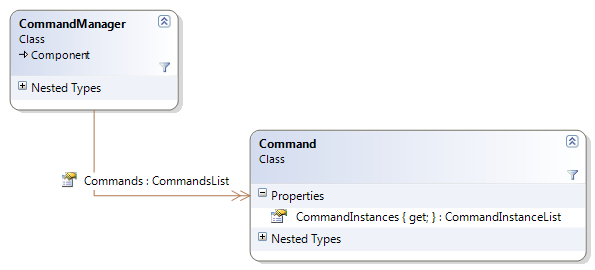 CommandManager
Class
Component
Nested Types
Commands : CommandsList
Command
Class
Properties
CommandInstances { get; } : CommandInstanceList
Nested Types